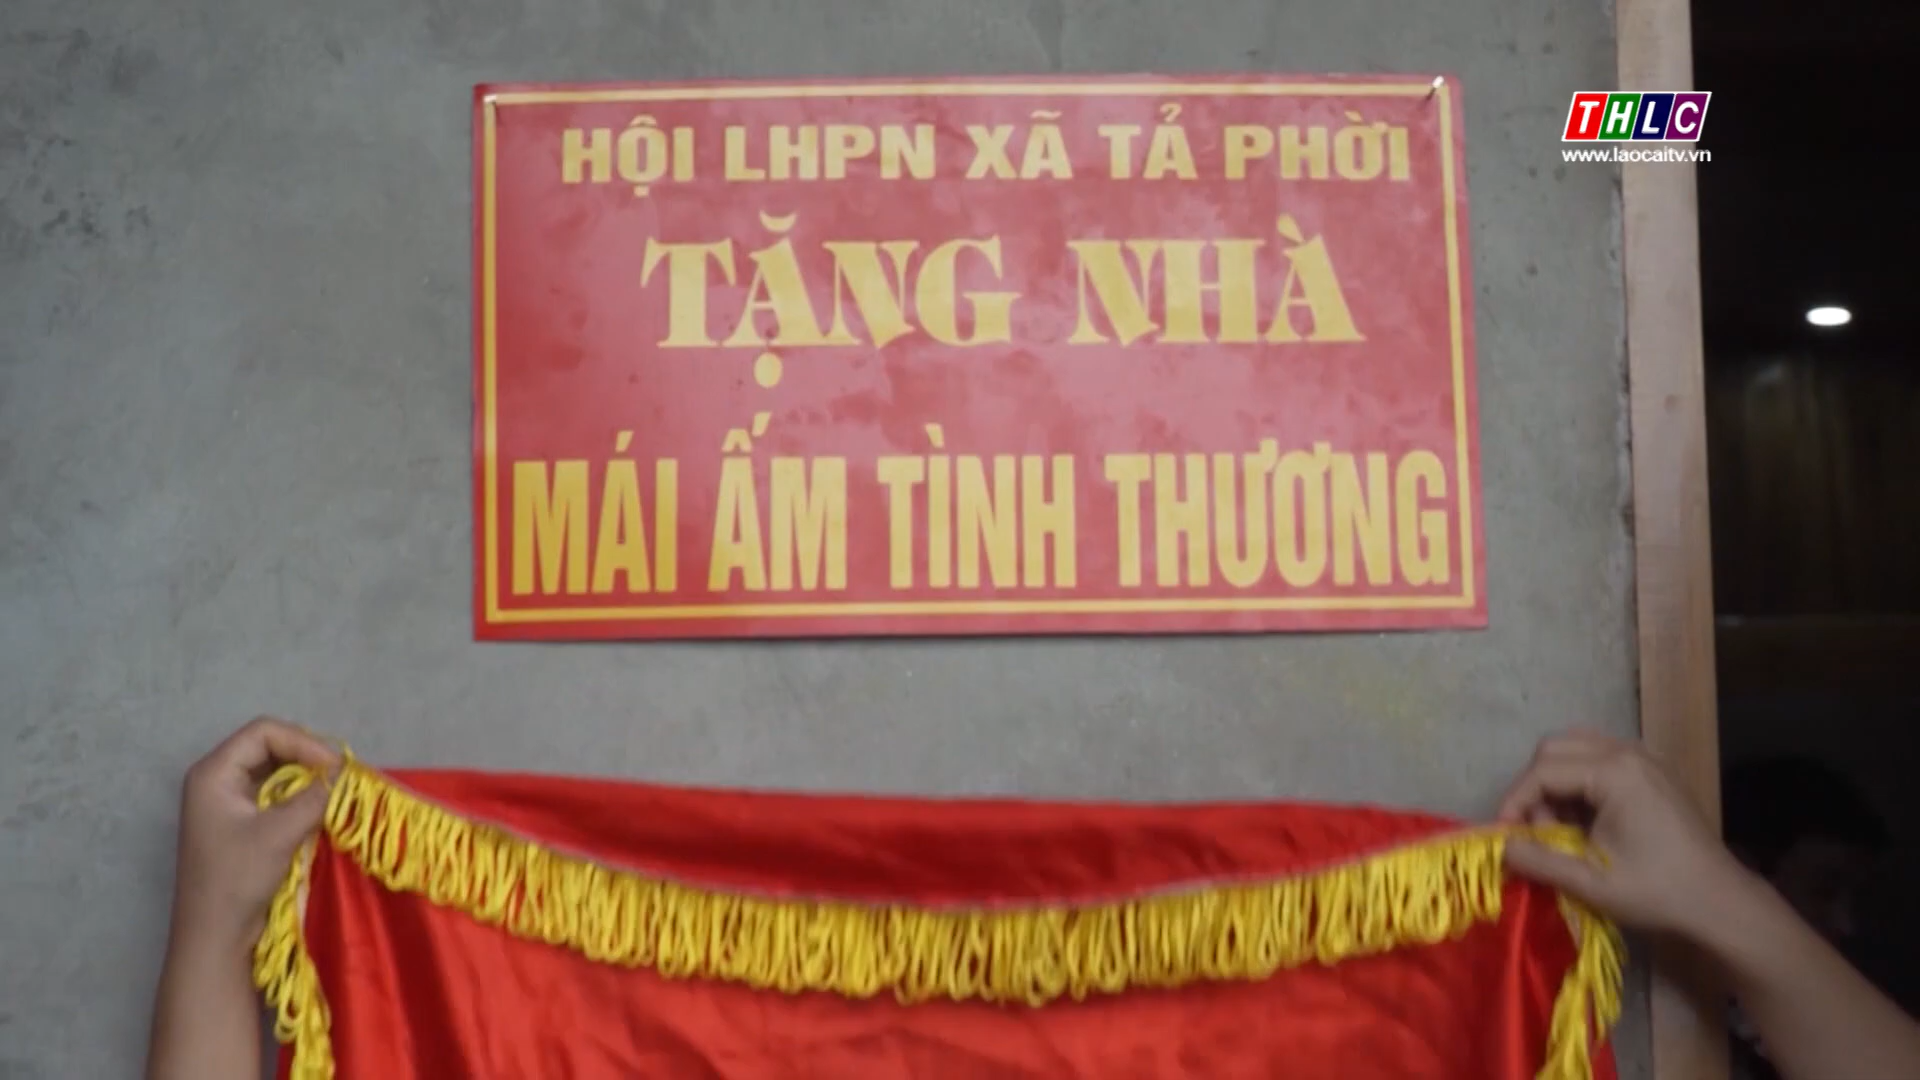 THLC
www.laocaitv.vn
HỘI LHPN XÃ TẢ PHỜI
TẶNG NHÀ
MÁI ẤM TÌNH THƯƠNG